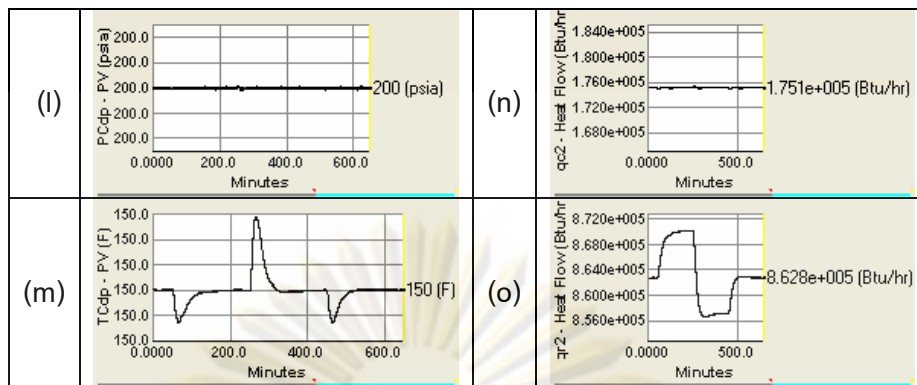 (l)
PCdp - PV (psia)
200.0
200.0
200.0
200.0
200.0
200 (psia)
0.0000 200.0 400.0 600.0
Minutes
(n)
qc2 - Heat Flow (Btu/hr
1.840e+005
1.800e+005
1.760e+005
1.720e+005
1.680e+005
1.751e+005 (Btu/hr)
0.0000 500.0
Minutes
(m)
TCdp - PV (F)
150.0
150.0
150.0
150.0
150.0
150.0
150 (F)
0.0000 200.0 400.0 600.0
Minutes
(o)
qr2 - Heat Flow (Btu/hr
8.720e+005
8.680e+005
8.640e+005
8.600e+005
8.560e+005
8.628e+005 (Btu/hr)
0.0000 500.0
Minutes